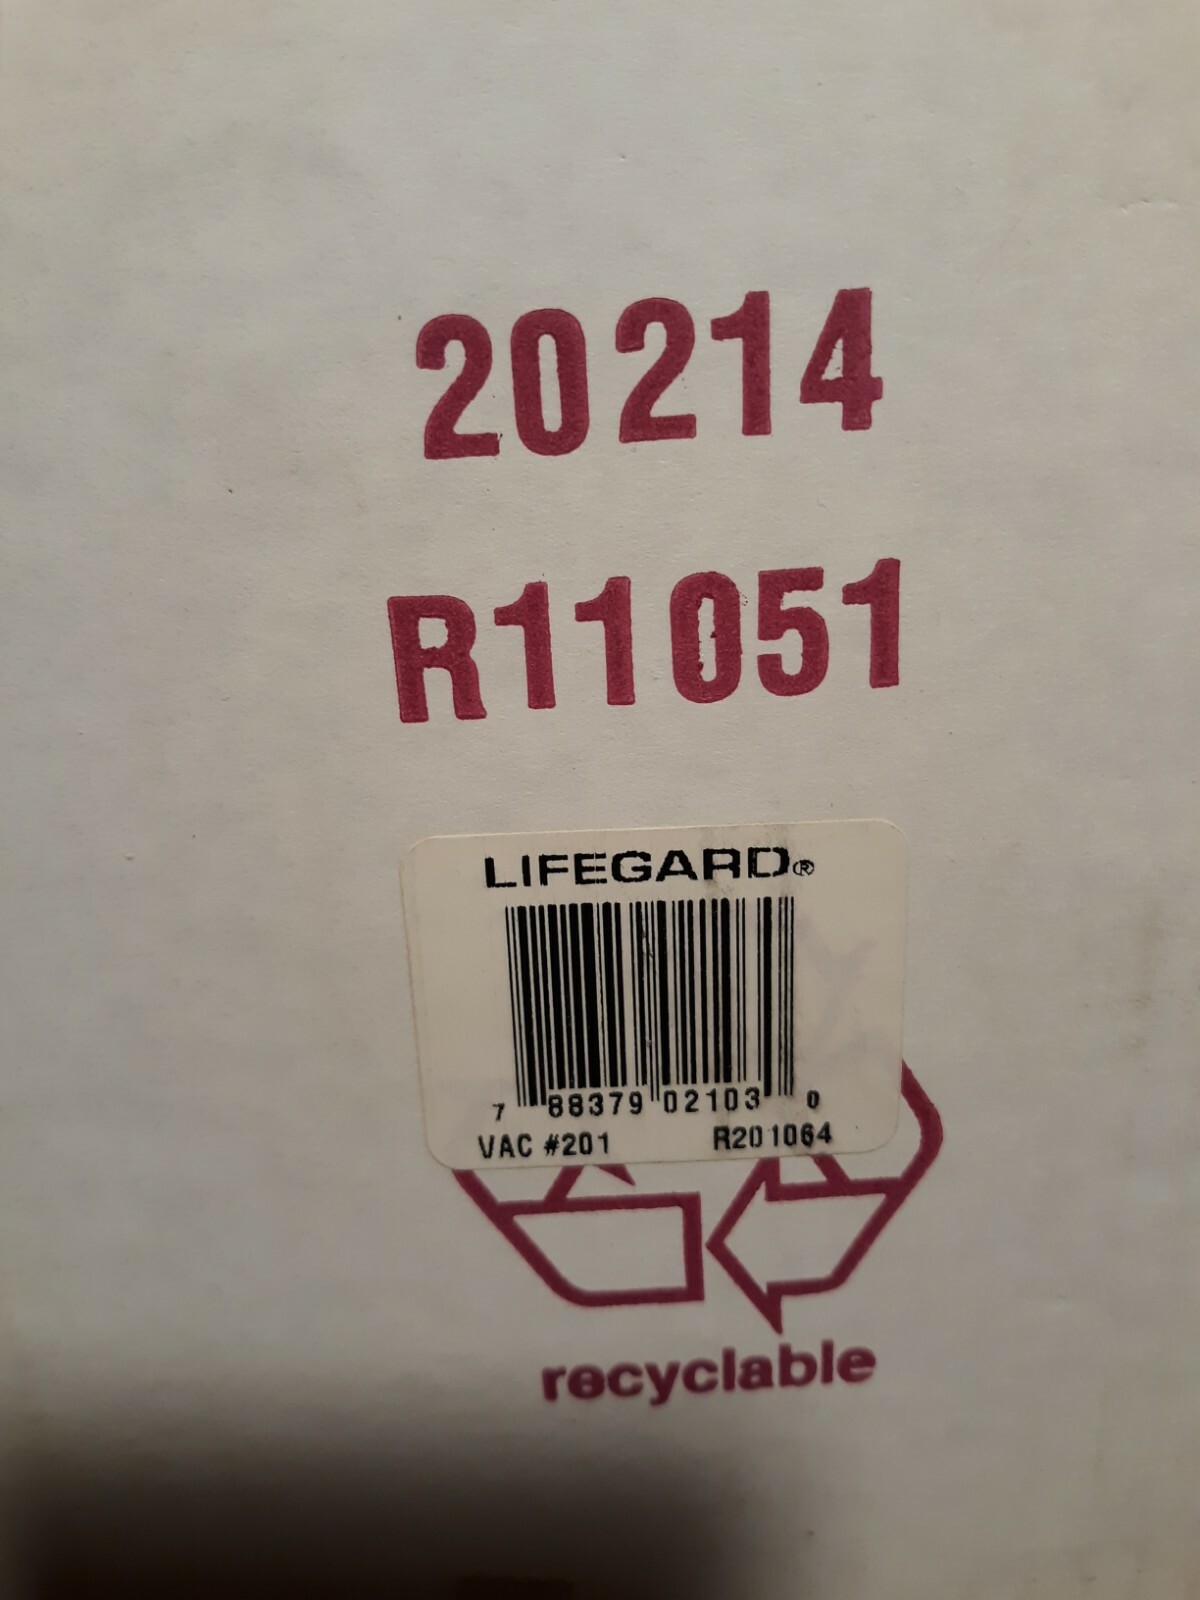 20214
R11051
LIFEGARD®
7 88379 02103 0
VAC #201 R201064
recyclable